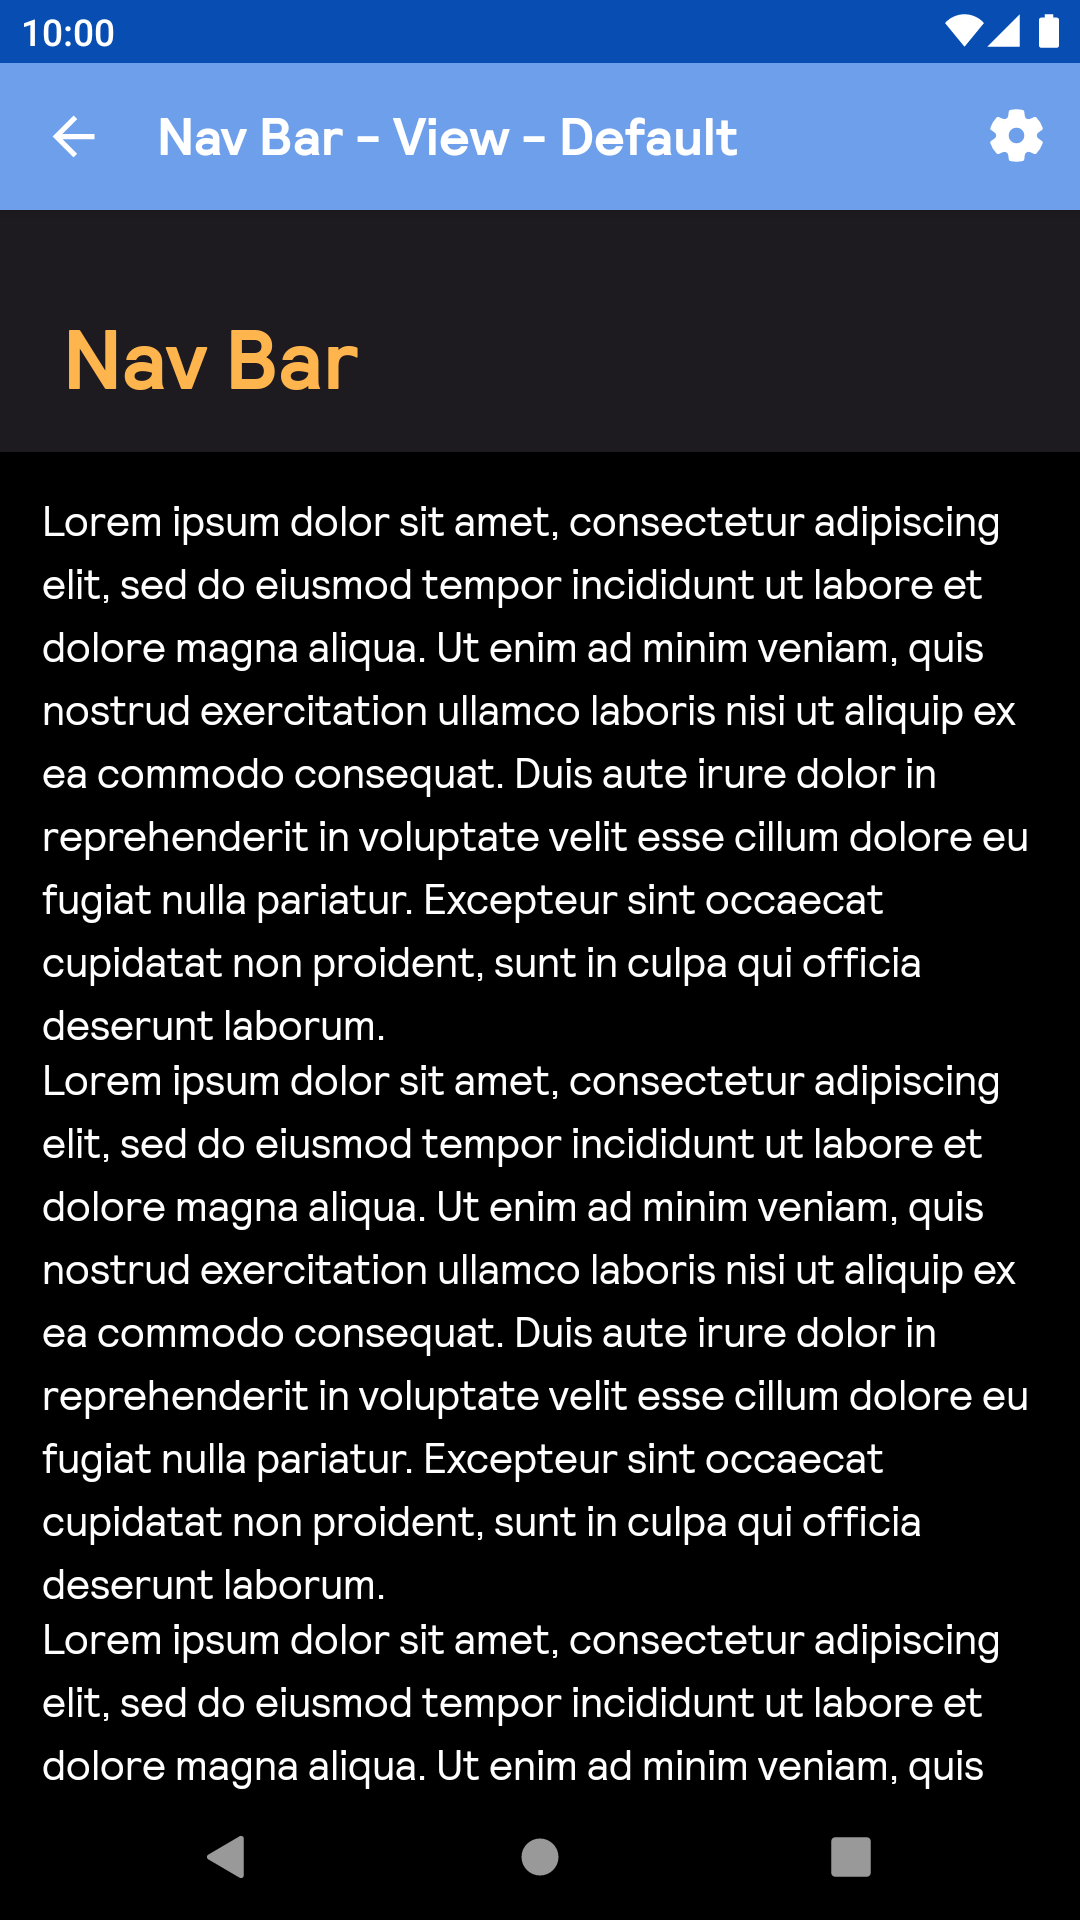 10:00
Nav Bar - View - Default
Nav Bar
Lorem ipsum dolor sit amet, consectetur adipiscing
elit, sed do eiusmod tempor incididunt ut labore et
dolore magna aliqua. Ut enim ad minim veniam, quis
nostrud exercitation ullamco laboris nisi ut aliquip ex
ea commodo consequat. Duis aute irure dolor in
reprehenderit in voluptate velit esse cillum dolore eu
fugiat nulla pariatur. Excepteur sint occaecat
cupidatat non proident, sunt in culpa qui officia
deserunt laborum.
Lorem ipsum dolor sit amet, consectetur adipiscing
elit, sed do eiusmod tempor incididunt ut labore et
dolore magna aliqua. Ut enim ad minim veniam, quis
nostrud exercitation ullamco laboris nisi ut aliquip ex
ea commodo consequat. Duis aute irure dolor in
reprehenderit in voluptate velit esse cillum dolore eu
fugiat nulla pariatur. Excepteur sint occaecat
cupidatat non proident, sunt in culpa qui officia
deserunt laborum.
Lorem ipsum dolor sit amet, consectetur adipiscing
elit, sed do eiusmod tempor incididunt ut labore et
dolore magna aliqua. Ut enim ad minim veniam, quis